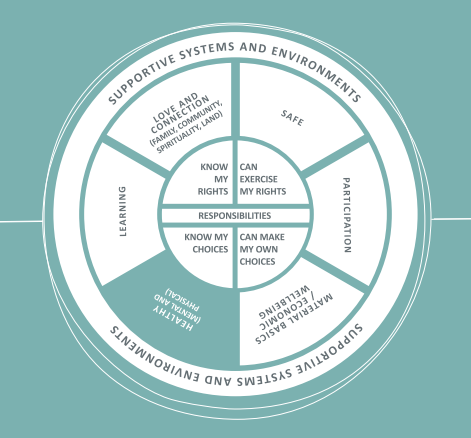 SUPPORTIVE SYSTEMS AND ENVIRONMENTS
LOVE AND
CONNECTION
(FAMILY, COMMUNITY,
SPIRITUALITY, LAND)
SAFE
KNOW
MY
RIGHTS
CAN
EXERCISE
MY RIGHTS
LEARNING
PARTICIPATION
RESPONSIBILITIES
KNOW MY
CHOICES
CAN MAKE
MY OWN
CHOICES
HEALTHY
(MENTAL AND
PHYSICAL)
MATERIAL BASICS
/ ECONOMIC
WELLBEING
SUPPORTIVE SYSTEMS AND ENVIRONMENTS